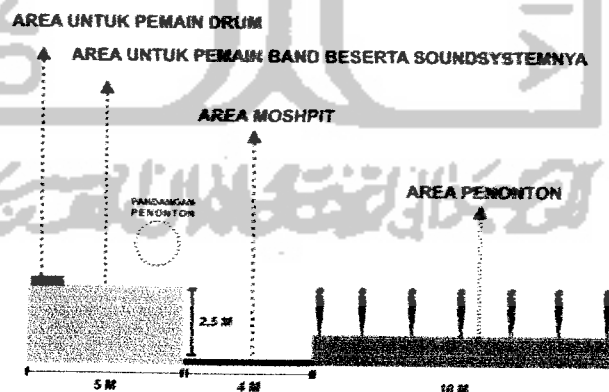 AREA UNTUK PEMAIN DRUM
AREA UNTUK PEMAIN BAND BESERTA SOUNDSYSTEMNYA
AREA MOSHPIT
PANDANGAN
PENONTON
AREA PENONTON
2.5 M
5 M
4 M